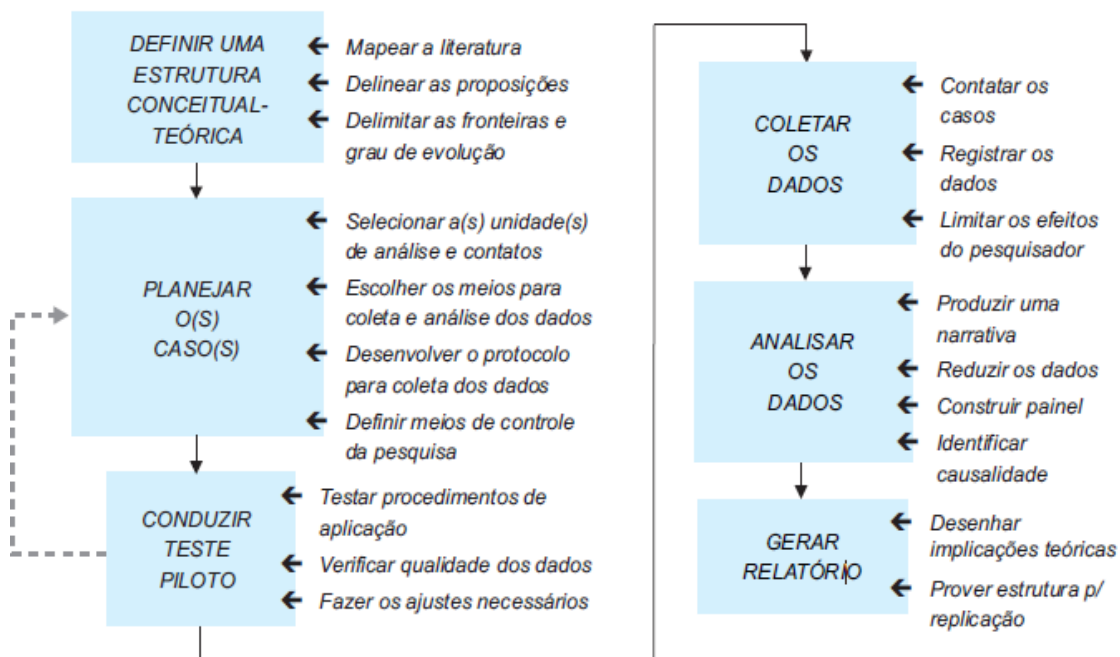 DEFINIR UMA
ESTRUTURA
CONCEITUAL-
TEÓRICA
🡰 Mapear a literatura
🡰 Delinear as proposições
🡰 Delimitar as fronteiras e
grau de evolução
PLANEJAR
O(S)
CASO(S)
🡰 Selecionar a(s) unidade(s)
de análise e contatos
🡰 Escolher os meios para
coleta e análise dos dados
🡰 Desenvolver o protocolo
para coleta dos dados
🡰 Definir meios de controle
da pesquisa
CONDUZIR
TESTE
PILOTO
🡰 Testar procedimentos de
aplicação
🡰 Verificar qualidade dos dados
🡰 Fazer os ajustes necessários
COLETAR
OS
DADOS
🡰 Contatar os
casos
🡰 Registrar os
dados
🡰 Limitar os efeitos
do pesquisador
ANALISAR
OS
DADOS
🡰 Produzir uma
narrativa
🡰 Reduzir os dados
🡰 Construir painel
🡰 Identificar
causalidade
GERAR
RELATÓRIO
🡰 Desenhar
implicações teóricas
🡰 Prover estrutura p/
replicação